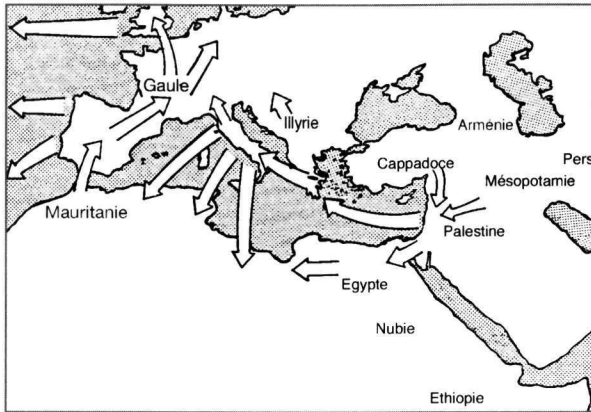 Gaule
Illyrie
Arménie
Cappadoce
Pers
Mésopotamie
Mauritanie
Palestine
Egypte
Nubie
Ethiopie